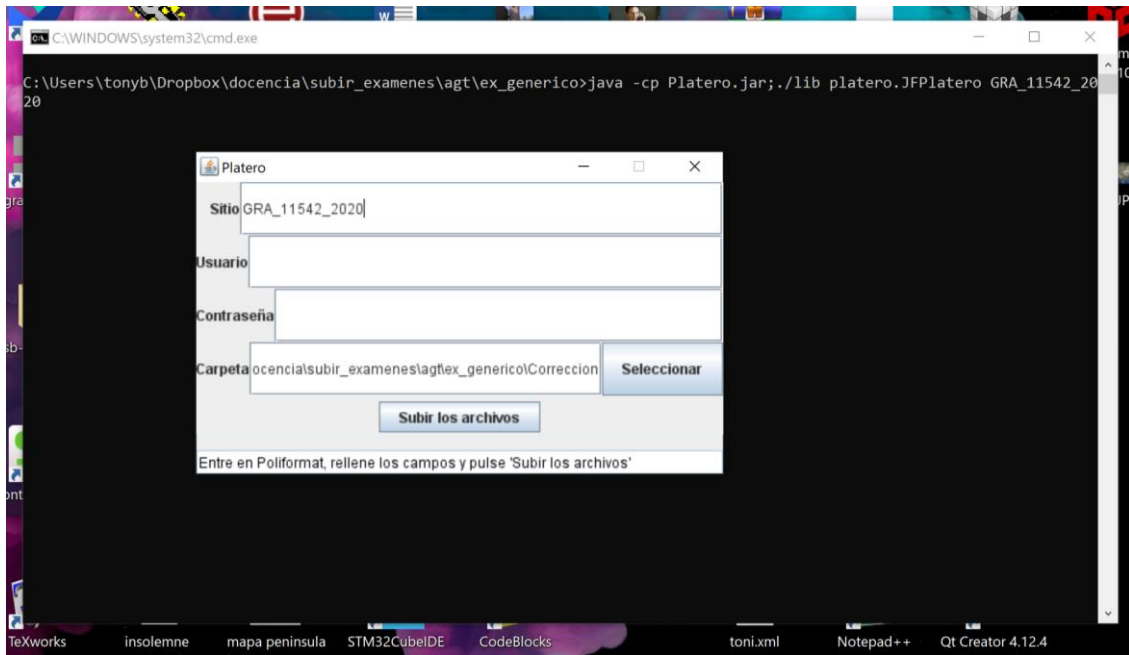 W
C:\WINDOWS\system32\cmd.exe
C:\Users\tonyb\Dropbox\docencia\subir_examenes\agt\ex_generico>java -cp Platero.jar;./lib platero.JFPlatero GRA_11542_20
20
Platero
Sitio GRA_11542_2020
Usuario
Contraseña
Carpeta ocencia\subir_examenes\agt\ex_generico\Correccion Seleccionar
Subir los archivos
Entre en Poliformat, rellene los campos y pulse 'Subir los archivos'
TeXworks insolemne mapa peninsula STM32CubeIDE CodeBlocks toni.xml Notepad++ Qt Creator 4.12.4